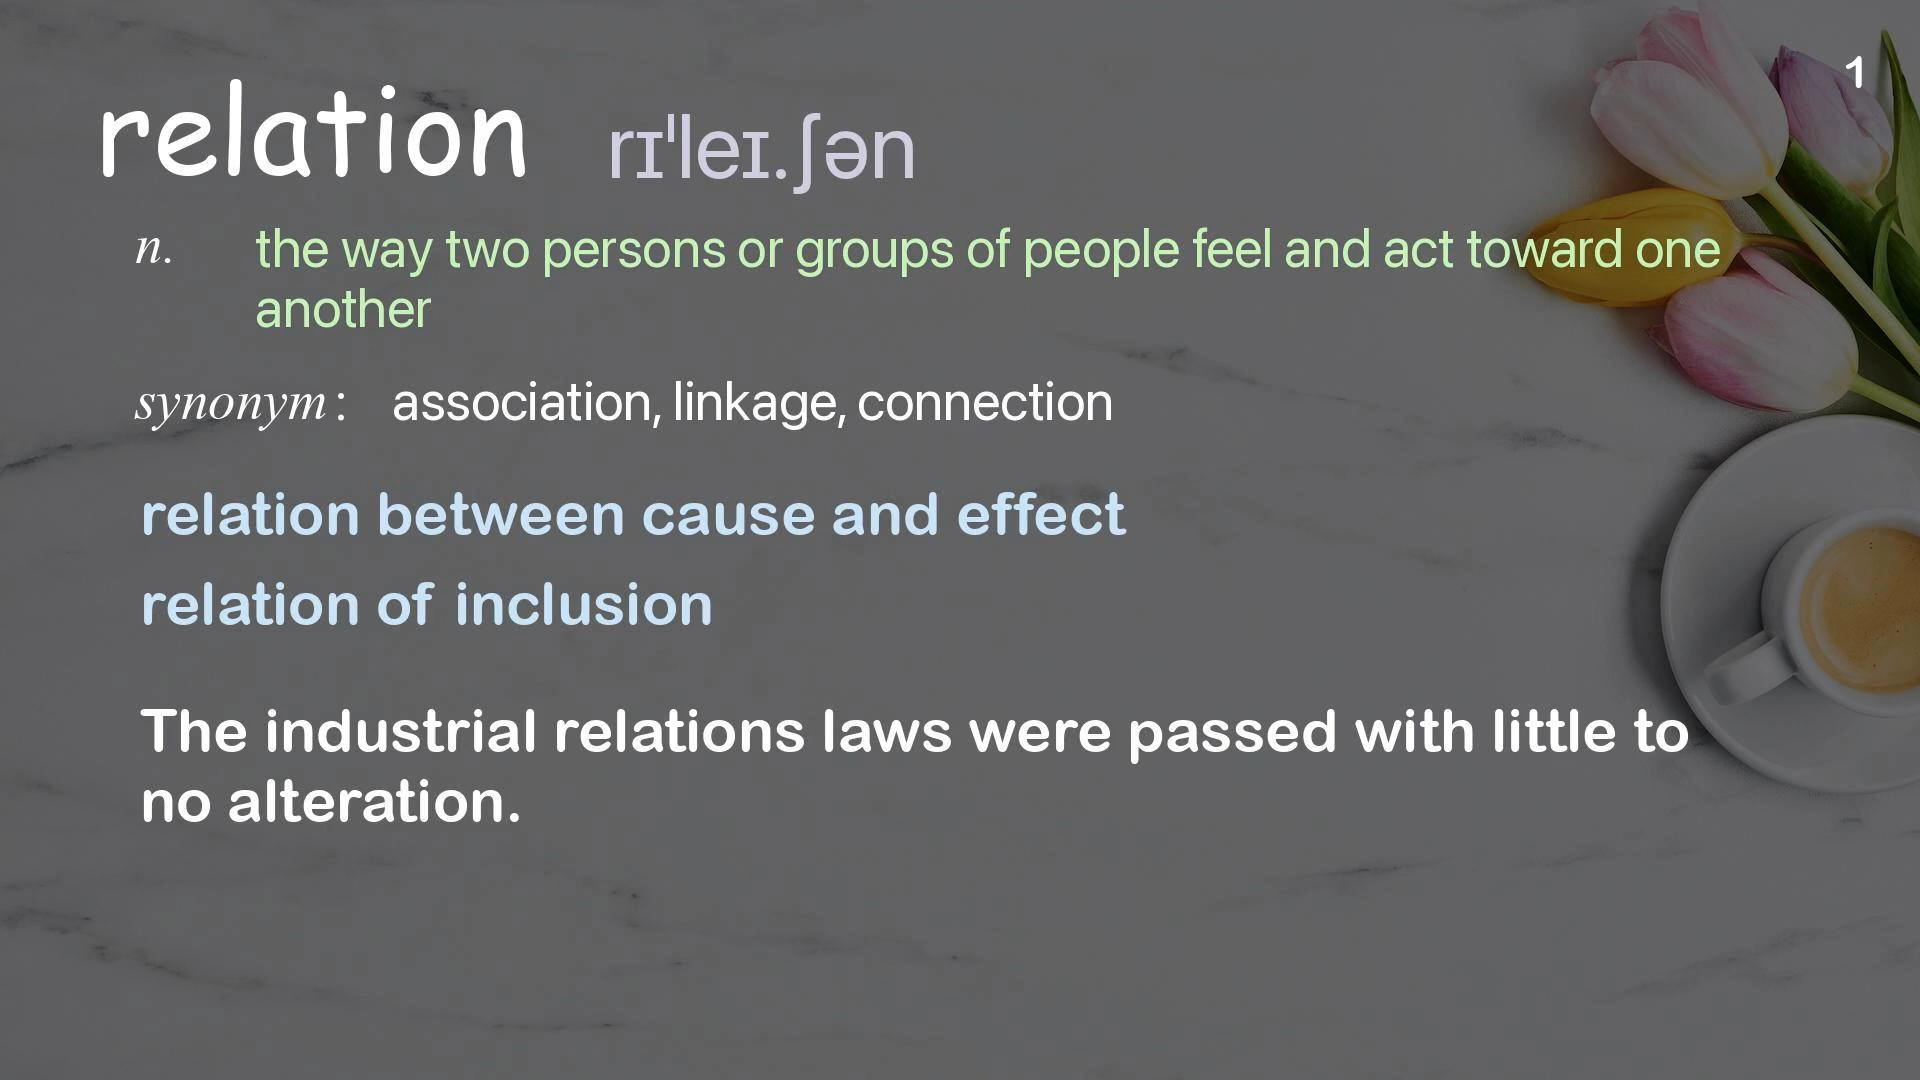 1
relation rɪˈleɪ.ʃən
n. the way two persons or groups of people feel and act toward one
another
synonym: association, linkage, connection
relation between cause and effect
relation of inclusion
The industrial relations laws were passed with little to
no alteration.